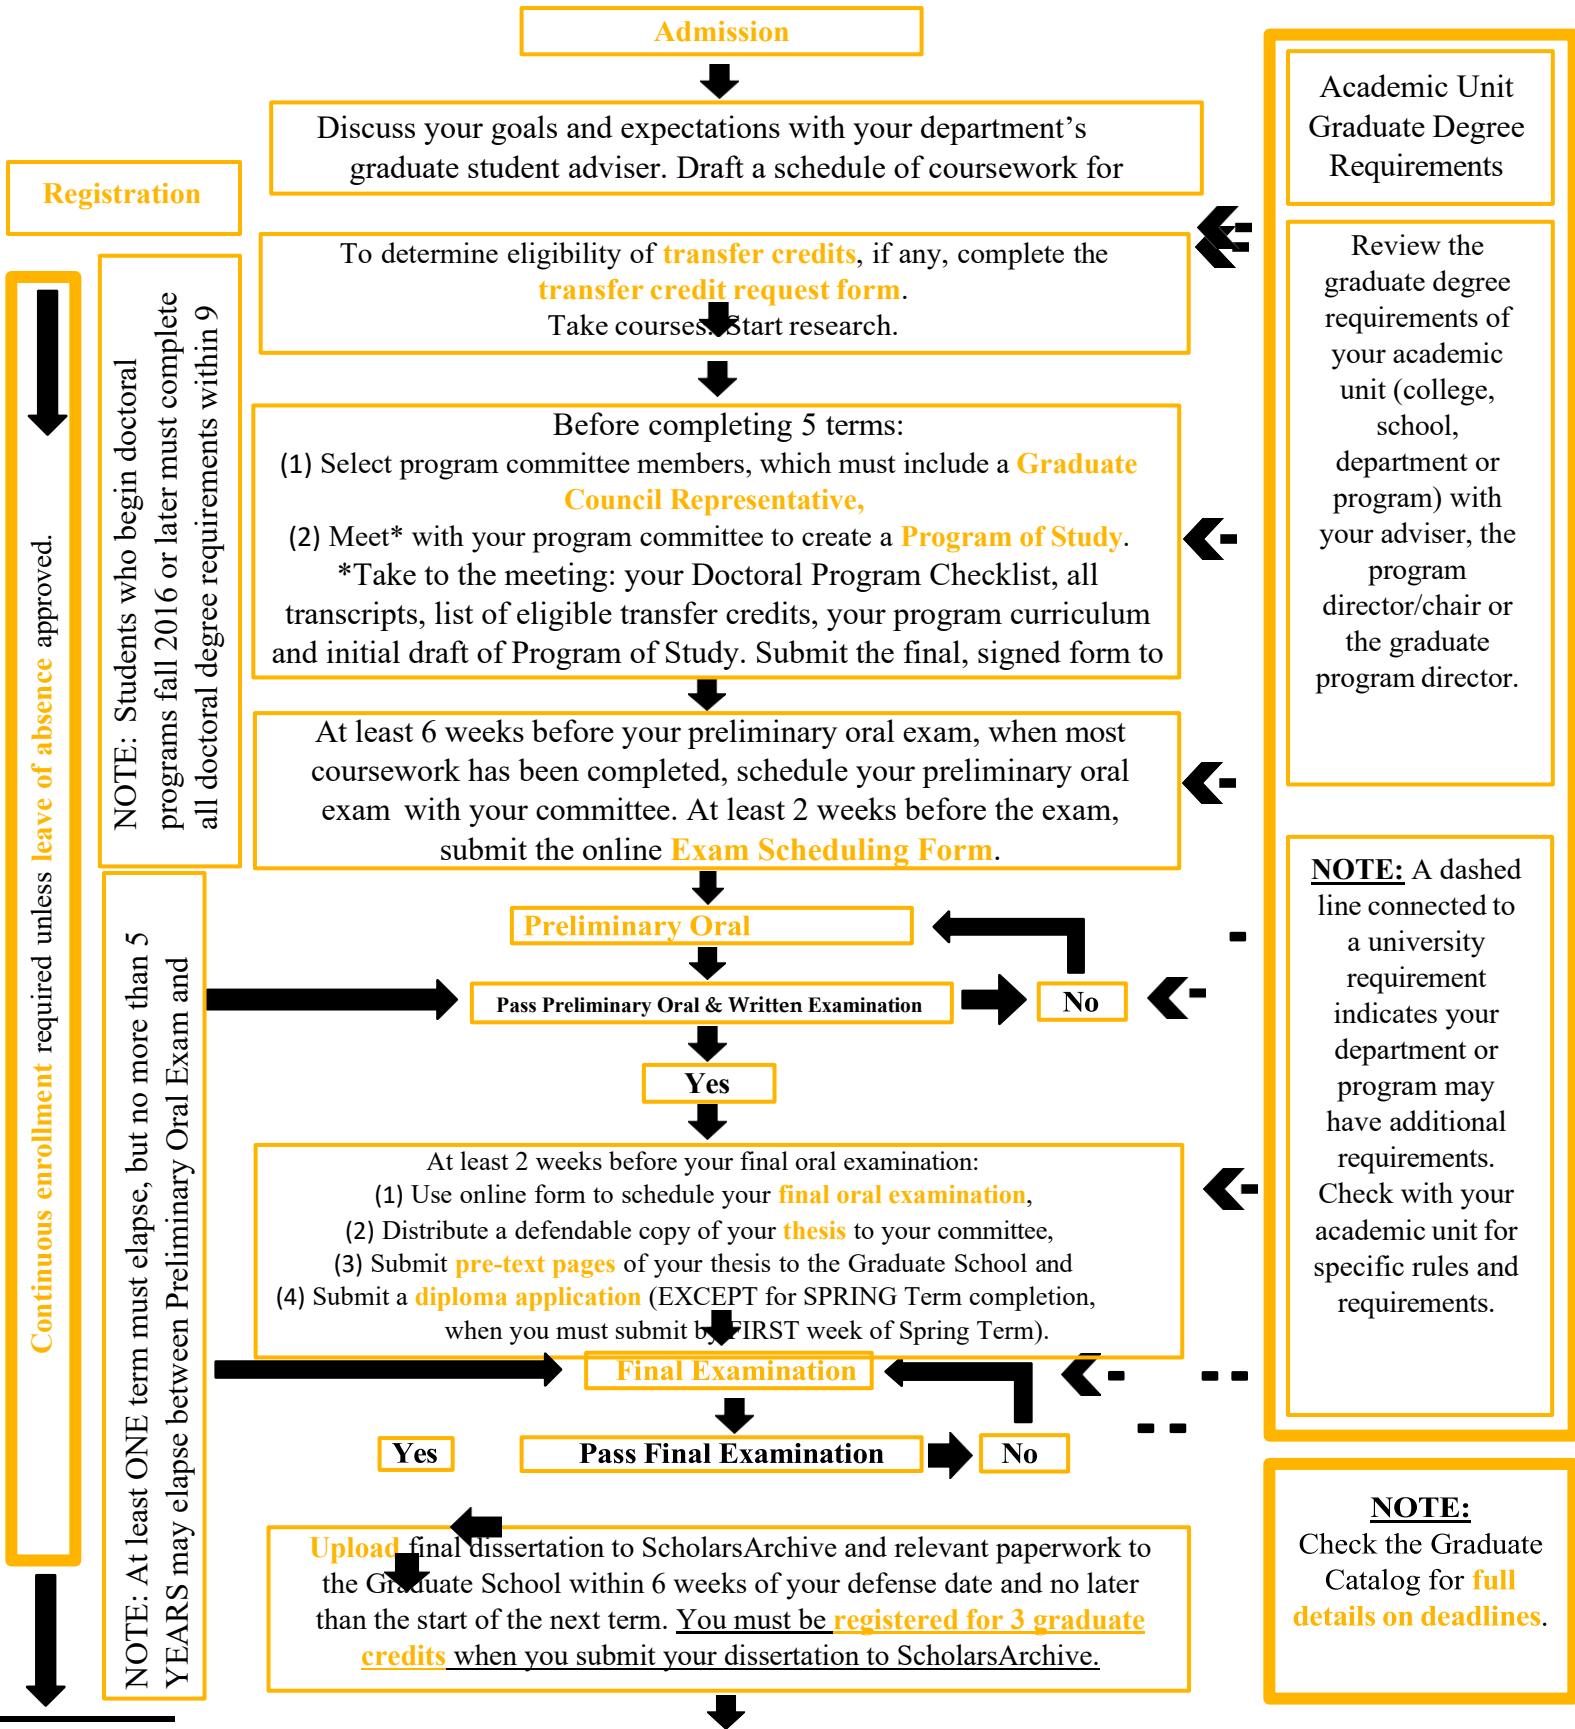 Admission
Discuss your goals and expectations with your department’s
graduate student adviser. Draft a schedule of coursework for
Registration
To determine eligibility of transfer credits, if any, complete the
transfer credit request form.
Take courses. Start research.
Before completing 5 terms:
(1) Select program committee members, which must include a Graduate
Council Representative,
(2) Meet* with your program committee to create a Program of Study.
*Take to the meeting: your Doctoral Program Checklist, all
transcripts, list of eligible transfer credits, your program curriculum
and initial draft of Program of Study. Submit the final, signed form to
At least 6 weeks before your preliminary oral exam, when most
coursework has been completed, schedule your preliminary oral
exam with your committee. At least 2 weeks before the exam,
submit the online Exam Scheduling Form.
Preliminary Oral
Pass Preliminary Oral & Written Examination
No
Yes
At least 2 weeks before your final oral examination:
(1) Use online form to schedule your final oral examination,
(2) Distribute a defendable copy of your thesis to your committee,
(3) Submit pre-text pages of your thesis to the Graduate School and
(4) Submit a diploma application (EXCEPT for SPRING Term completion,
when you must submit by FIRST week of Spring Term).
Final Examination
Yes
Pass Final Examination
No
Upload final dissertation to ScholarsArchive and relevant paperwork to
the Graduate School within 6 weeks of your defense date and no later
than the start of the next term. You must be registered for 3 graduate
credits when you submit your dissertation to ScholarsArchive.
Continuous enrollment required unless leave of absence approved.
NOTE: Students who begin doctoral
programs fall 2016 or later must complete
all doctoral degree requirements within 9
NOTE: At least ONE term must elapse, but no more than 5
YEARS may elapse between Preliminary Oral Exam and
Academic Unit
Graduate Degree
Requirements
Review the
graduate degree
requirements of
your academic
unit (college,
school,
department or
program) with
your adviser, the
program
director/chair or
the graduate
program director.
NOTE: A dashed
line connected to
a university
requirement
indicates your
department or
program may
have additional
requirements.
Check with your
academic unit for
specific rules and
requirements.
NOTE:
Check the Graduate
Catalog for full
details on deadlines.